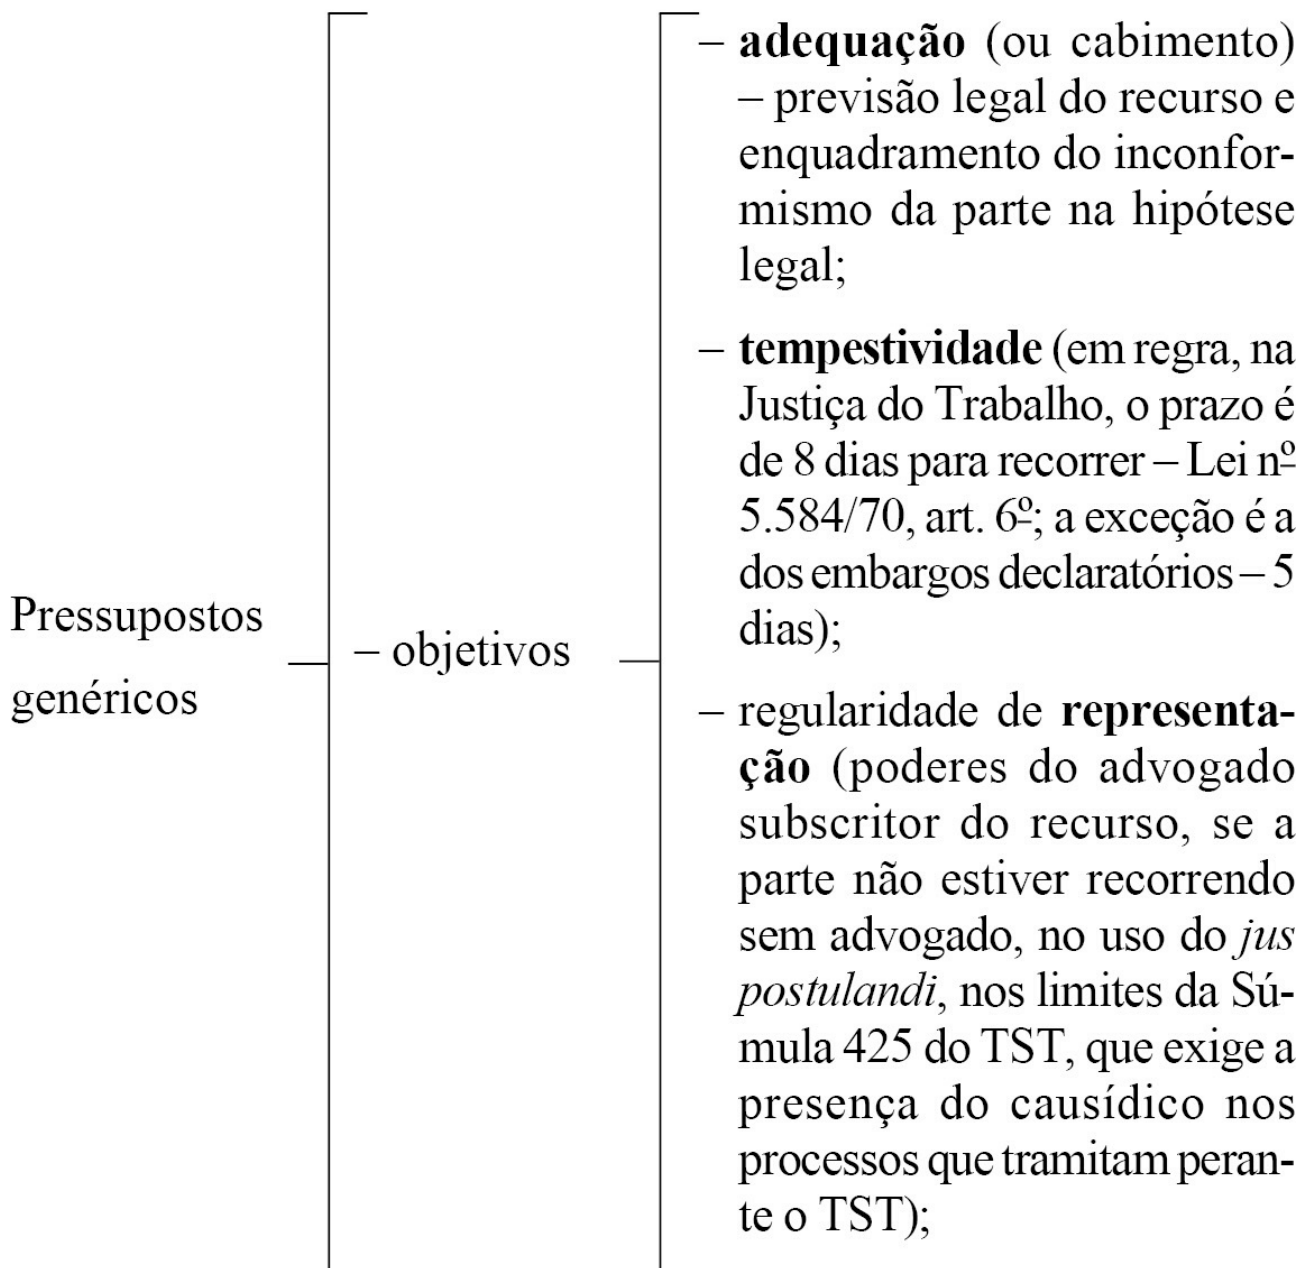 Pressupostos
genéricos
– objetivos
– adequação (ou cabimento)
– previsão legal do recurso e
enquadramento do inconfor-
mismo da parte na hipótese
legal;
– tempestividade (em regra, na
Justiça do Trabalho, o prazo é
de 8 dias para recorrer – Lei nº
5.584/70, art. 6º; a exceção é a
dos embargos declaratórios – 5
dias);
– regularidade de representa-
ção (poderes do advogado
subscritor do recurso, se a
parte não estiver recorrendo
sem advogado, no uso do jus
postulandi, nos limites da Sú-
mula 425 do TST, que exige a
presença do causídico nos
processos que tramitam peran-
te o TST);